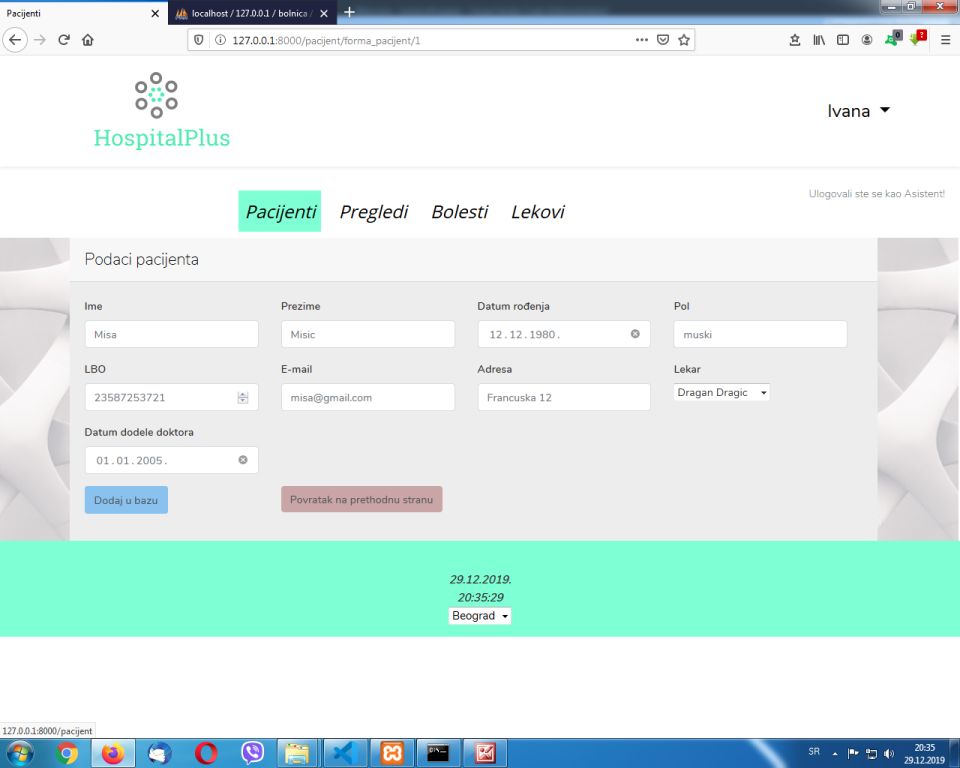 Pacijenti
localhost / 127.0.0.1 / bolnica /
127.0.0.1:8000/pacijent/forma_pacijent/1
0
?
HospitalPlus
Ivana
Ulogovali ste se kao Asistent!
Pacijenti Pregledi Bolesti Lekovi
Podaci pacijenta
Ime Prezime Datum rođenja Pol
Misa Misic 12.12.1980. muski
LBO E-mail Adresa Lekar
23587253721 misa@gmail.com Francuska 12 Dragan Dragic
Datum dodele doktora
01.01.2005.
Dodaj u bazu Povratak na prethodnu stranu
29.12.2019.
20:35:29
Beograd
127.0.0.1:8000/pacijent
SR
20:35
29.12.2019